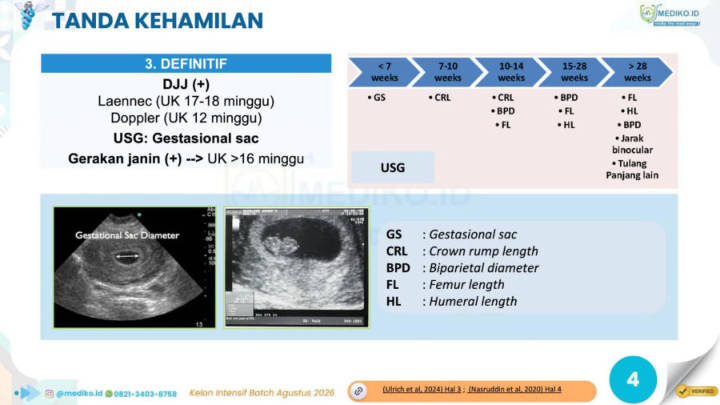 TANDA KEHAMILAN
MEDIKO.ID
3. DEFINITIF
DJJ (+)
Laennec (UK 17-18 minggu)
Doppler (UK 12 minggu)
USG: Gestasional sac
Gerakan janin (+) --> UK >16 minggu
< 7 weeks
• GS
7-10 weeks
• CRL
10-14 weeks
• CRL
• BPD
• FL
15-28 weeks
• BPD
• FL
• HL
> 28 weeks
• FL
• HL
• BPD
• Jarak binocular
• Tulang Panjang lain
USG
MEDIKO.ID
Gestational Sac Diameter
13
GS : Gestasional sac
CRL : Crown rump length
BPD : Biparietal diameter
FL : Femur length
HL : Humeral length
@mediko.id 0821-3403-8758
Kelon Intensif Batch Agustus 2026
(Ulrich et al, 2024) Hal 3 ; (Nasruddin et al, 2020) Hal 4
4
VERIFIED